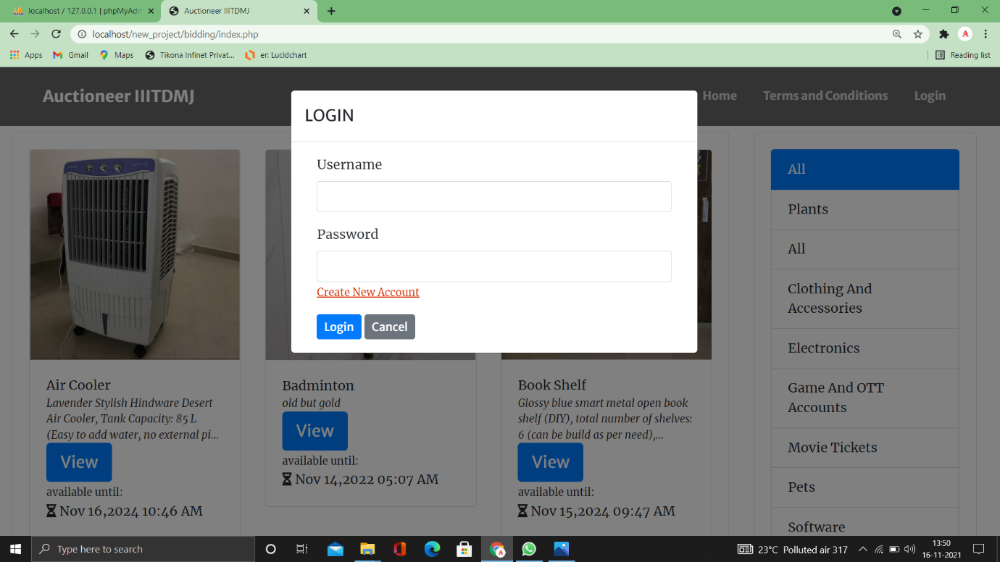 localhost / 127.0.0.1 | phpMyAdm
Auctioneer IIITDMJ
localhost/new_project/bidding/index.php
A
Apps
Gmail
Maps
Tikona Infinet Privat...
er: Lucidchart
Reading list
Auctioneer IIITDMJ
Home
Terms and Conditions
Login
LOGIN
Username
Password
Create New Account
Login
Cancel
Air Cooler
Lavender Stylish Hindware Desert
Air Cooler, Tank Capacity: 85 L
(Easy to add water, no external pi...
View
available until:
Nov 16,2024 10:46 AM
Badminton
old but gold
View
available until:
Nov 14,2022 05:07 AM
Book Shelf
Glossy blue smart metal open book
shelf (DIY), total number of shelves:
6 (can be build as per need),...
View
available until:
Nov 15,2024 09:47 AM
All
Plants
All
Clothing And
Accessories
Electronics
Game And OTT
Accounts
Movie Tickets
Pets
Software
Type here to search
23°C Polluted air 317
13:50
16-11-2021